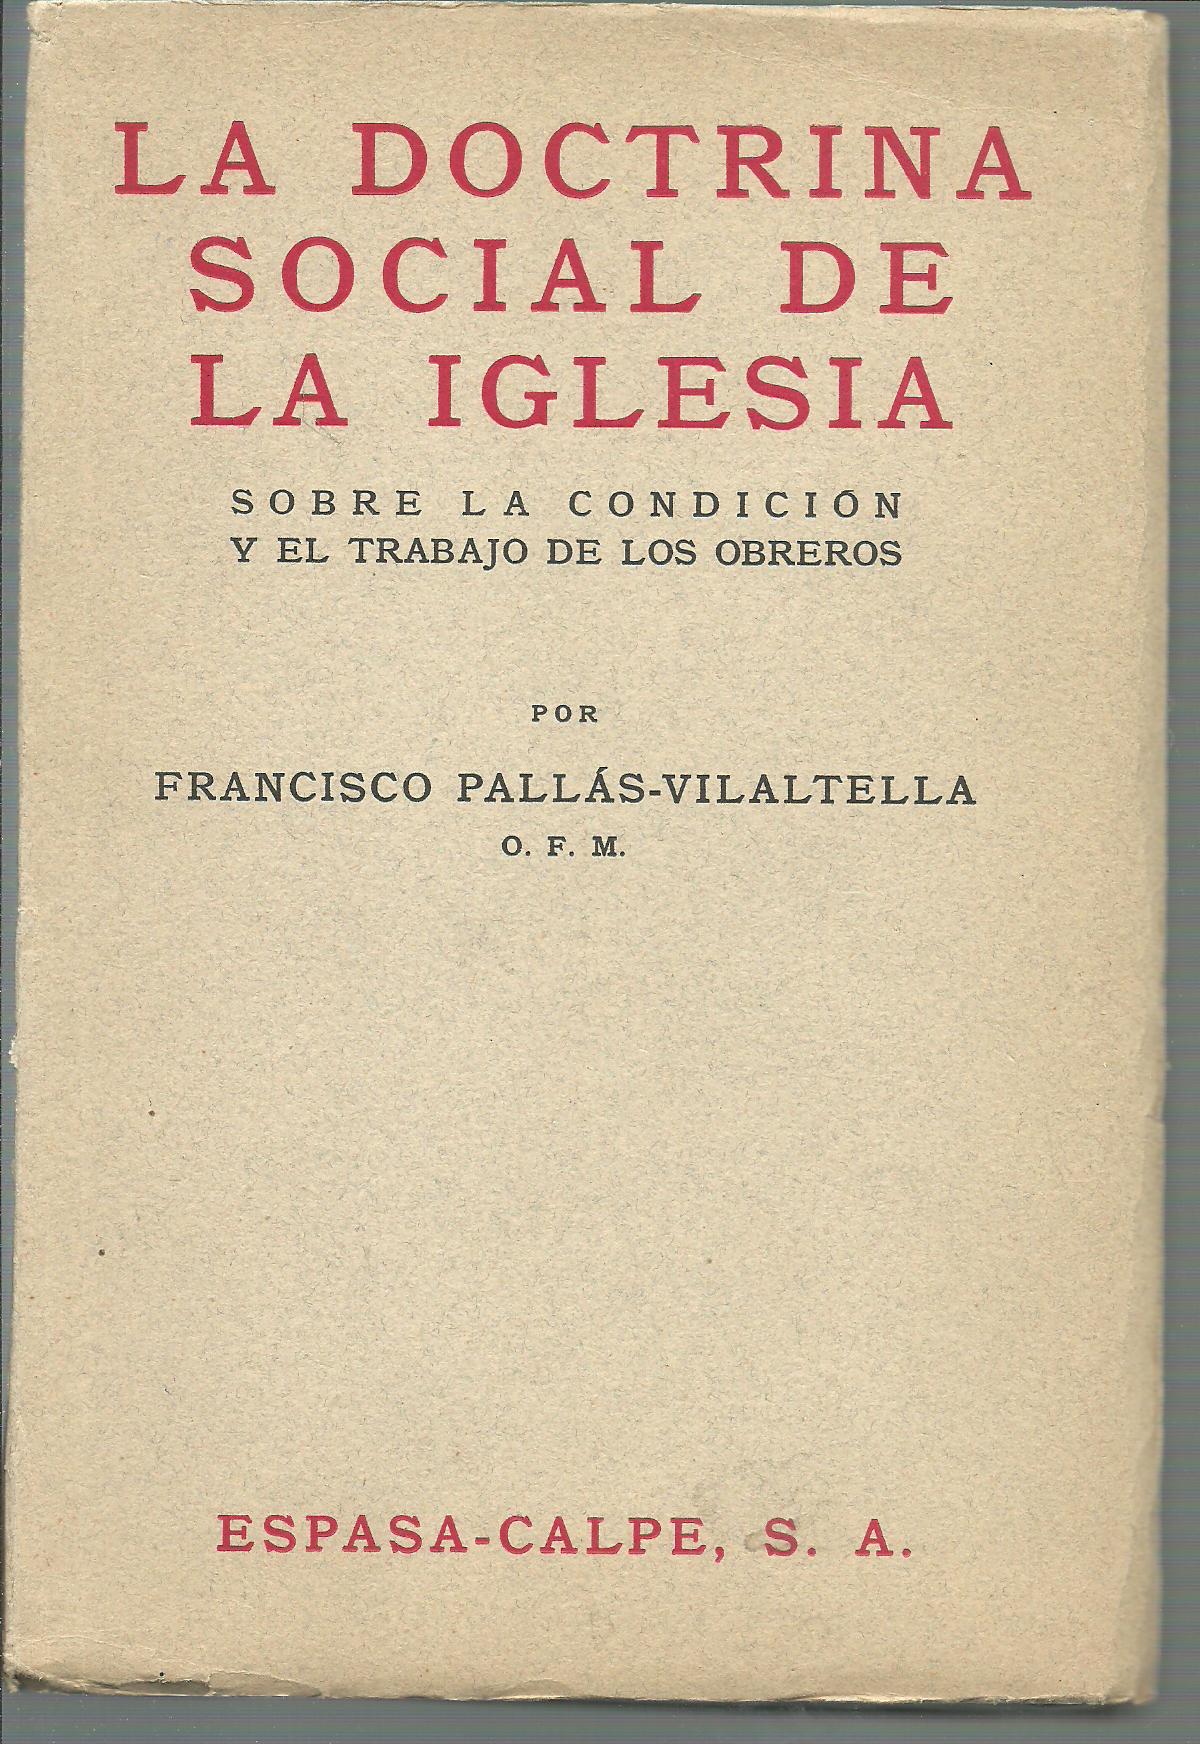 LA DOCTRINA
SOCIAL DE
LA IGLESIA
SOBRE LA CONDICIÓN
Y EL TRABAJO DE LOS OBREROS
POR
FRANCISCO PALLÁS-VILALTELLA
O. F. M.
ESPASA-CALPE, S. A.